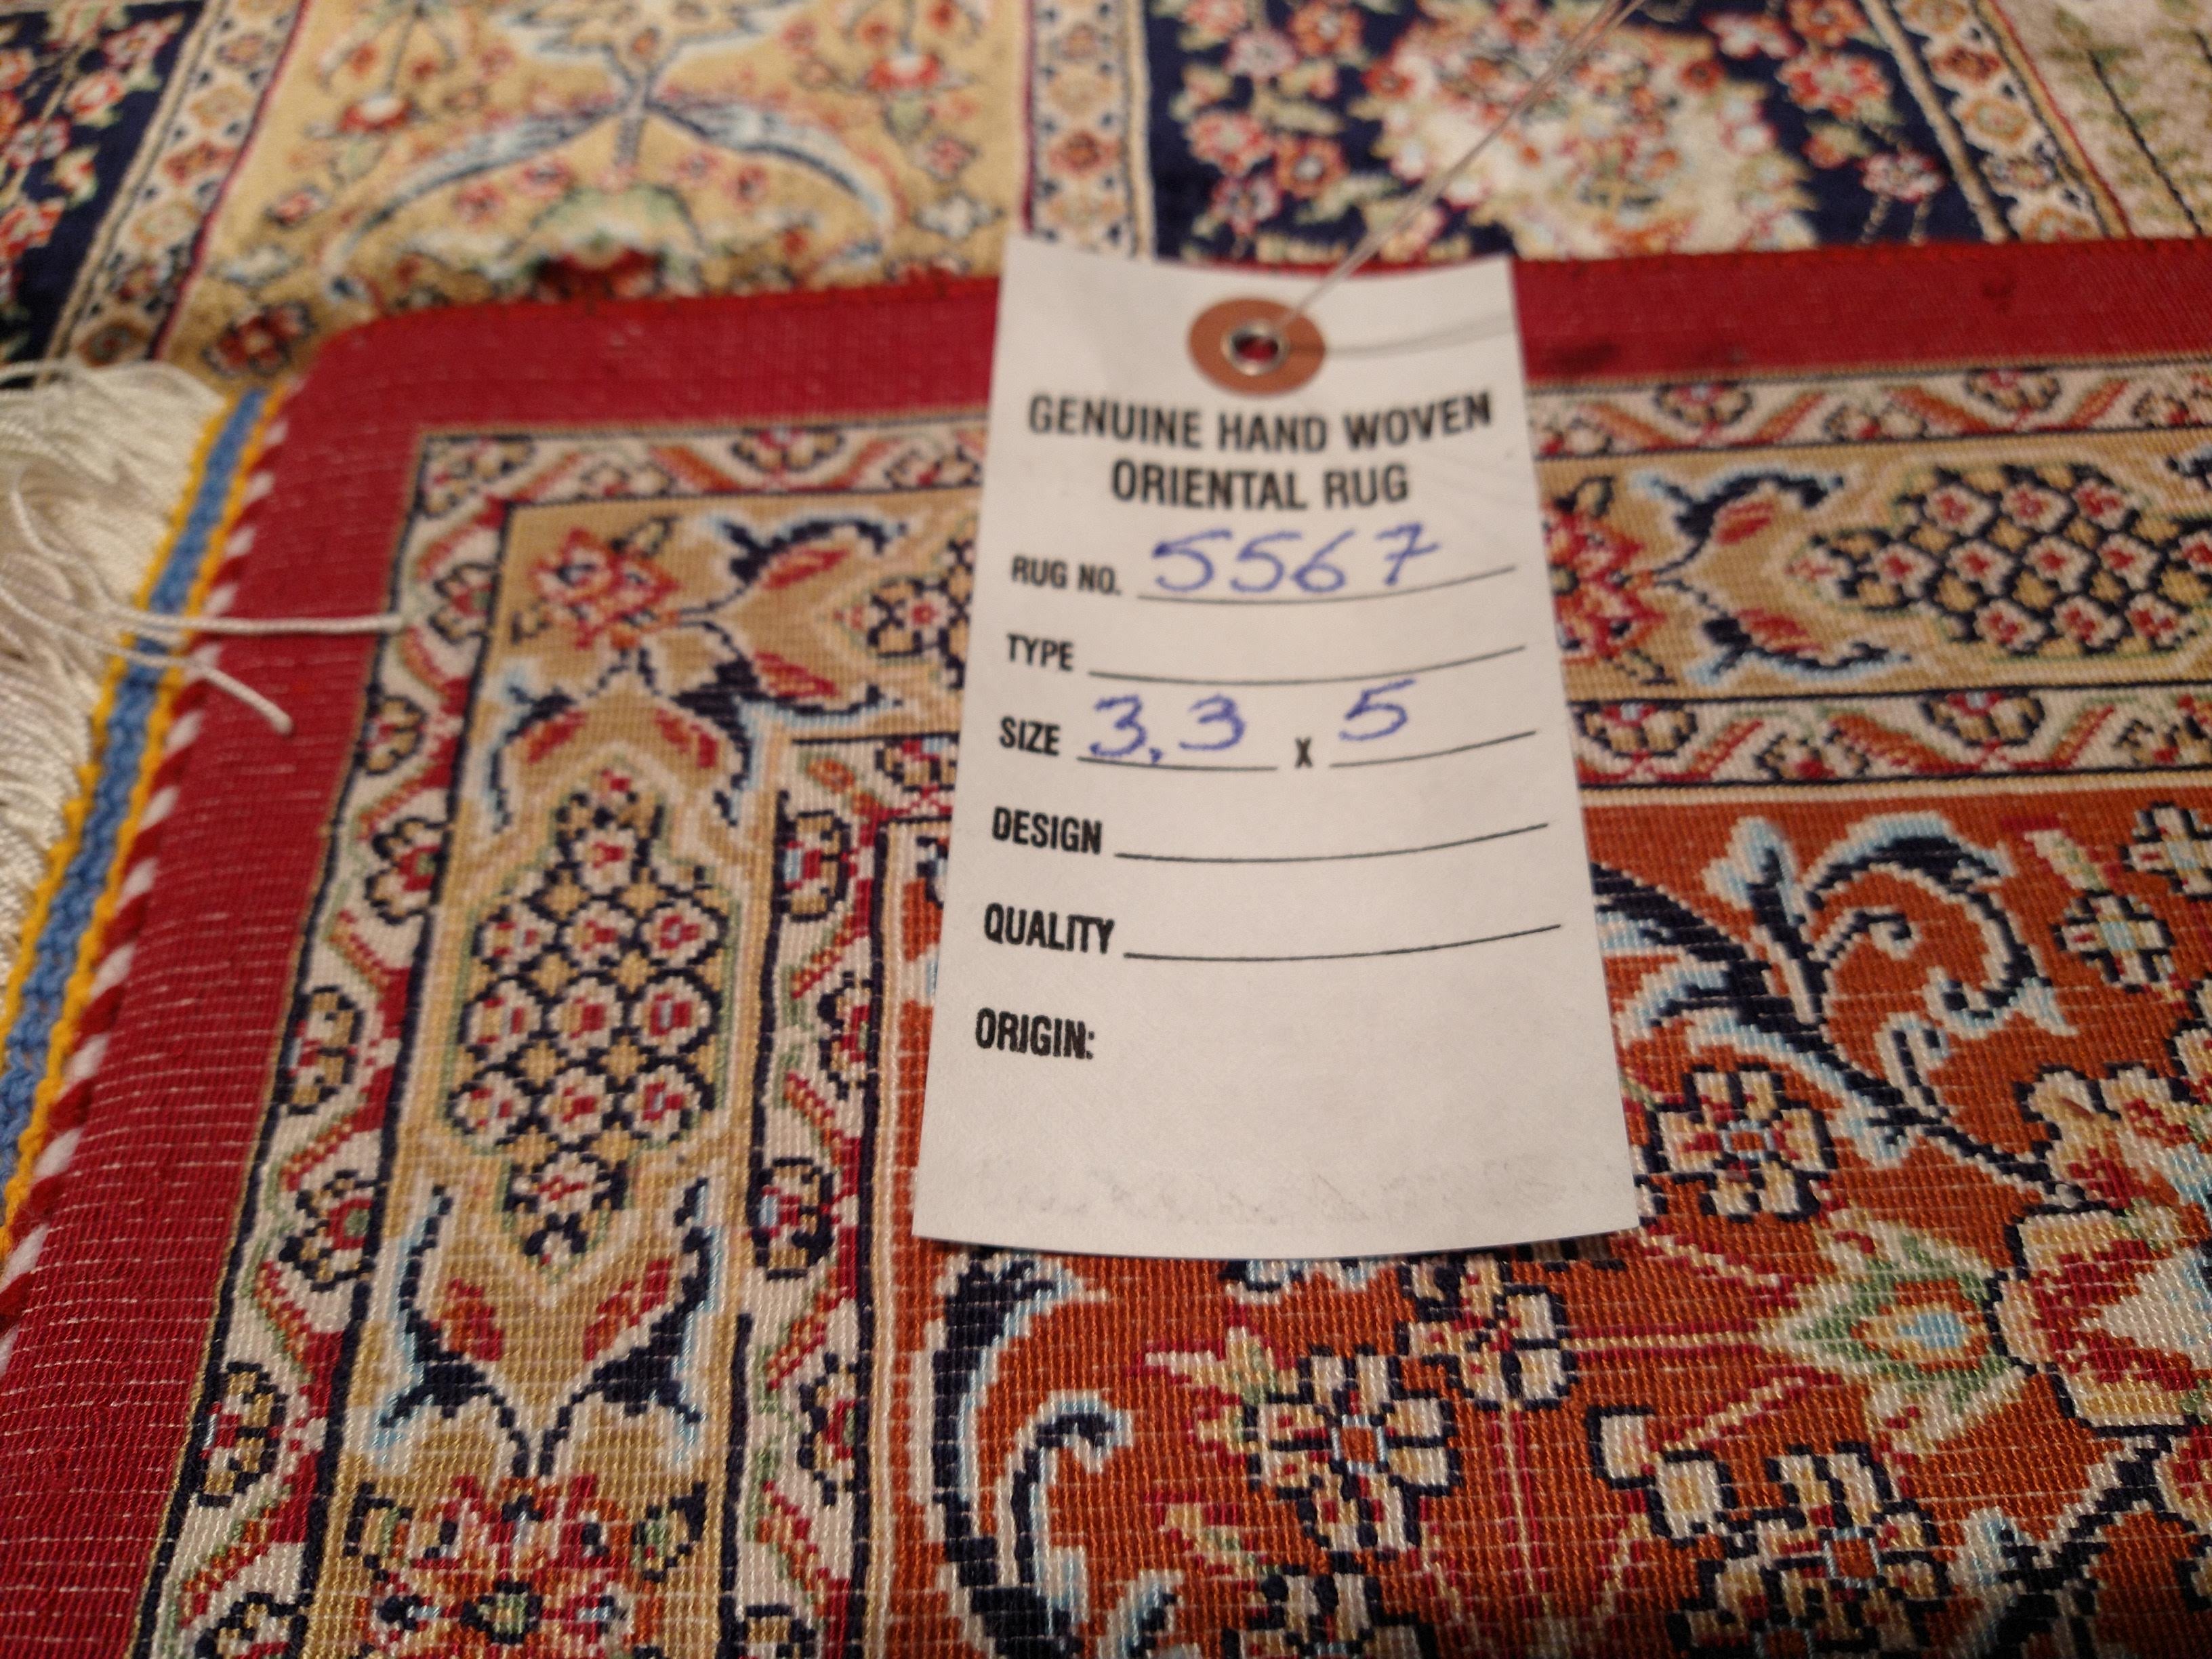 GENUINE HAND WOVEN
ORIENTAL RUG
RUG NO. 5567
TYPE
SIZE 3.3 x 5
DESIGN
QUALITY
ORIGIN: